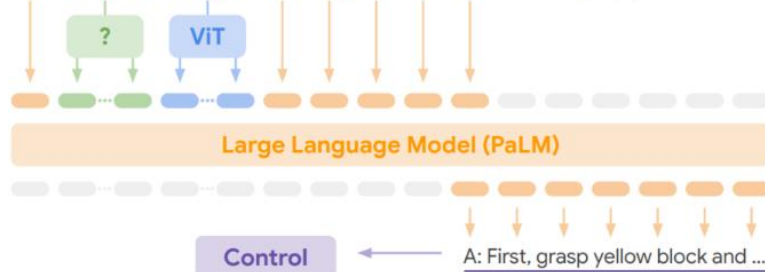 ? ViT
Large Language Model (PaLM)
Control A: First, grasp yellow block and ...